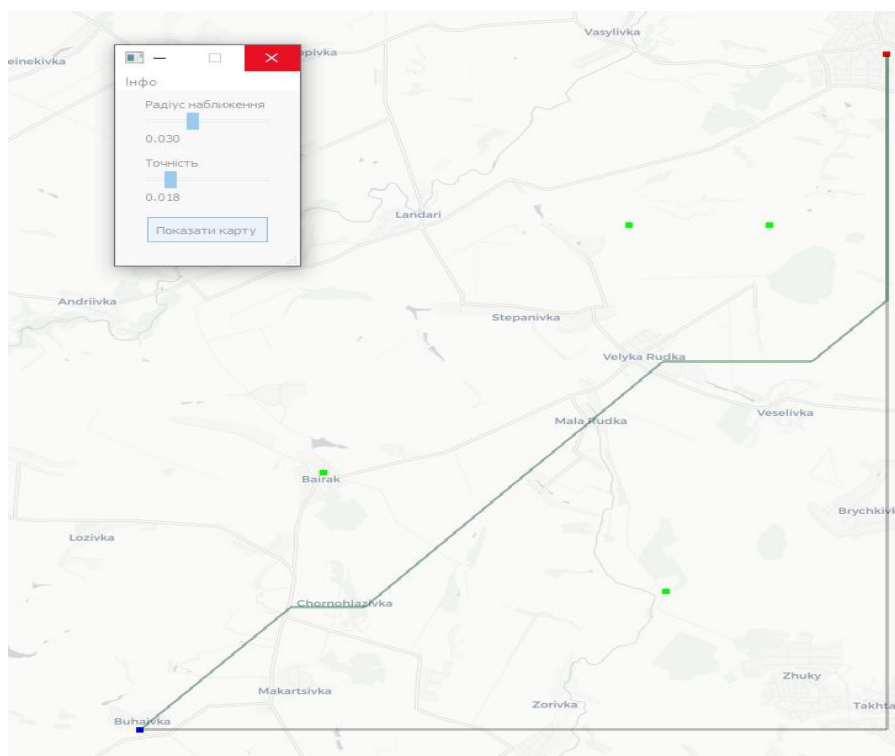 Vasylivka
einekivka
opivka
Інфо
Радіус наближення
0.030
Точність
0.018
Показати карту
Landari
Andriivka
Stepanivka
Velyka Rudka
Veselivka
Mala Rudka
Bairak
Brychkivk
Lozivka
Chornohlazivka
Zhuky
Makartsivka
Zorivka
Takhta
Buhaivka